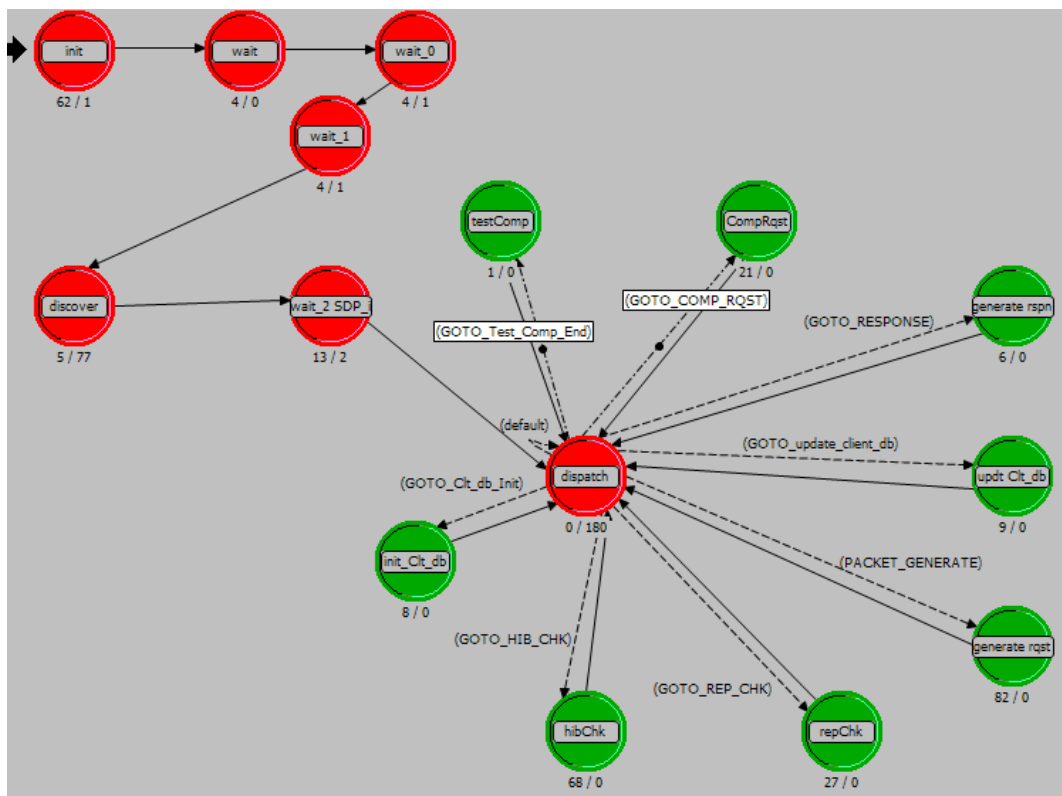 init
wait
wait_0
62 / 1
4 / 0
4 / 1
wait_1
4 / 1
testComp
CompRqst
1 / 0
21 / 0
discover
wait_2 SDP_
generate rspn
(GOTO_COMP_RQST)
(GOTO_RESPONSE)
(GOTO_Test_Comp_End)
5 / 77
13 / 2
6 / 0
(default)
(GOTO_update_client_db)
dispatch
updt Clt_db
(GOTO_Clt_db_Init)
0 / 180
9 / 0
init_Clt_db
(PACKET_GENERATE)
8 / 0
(GOTO_HIB_CHK)
generate rqst
(GOTO_REP_CHK)
82 / 0
hibChk
repChk
68 / 0
27 / 0